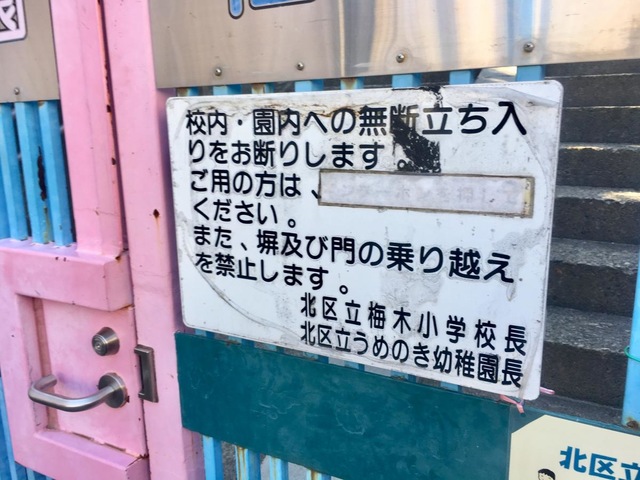 校内・園内への無断立ち入
りをお断りします。
ご用の方は、
ください。
また、塀及び門の乗り越え
を禁止します。
北区立梅木小学校長
北区立うめのき幼稚園長
北区立